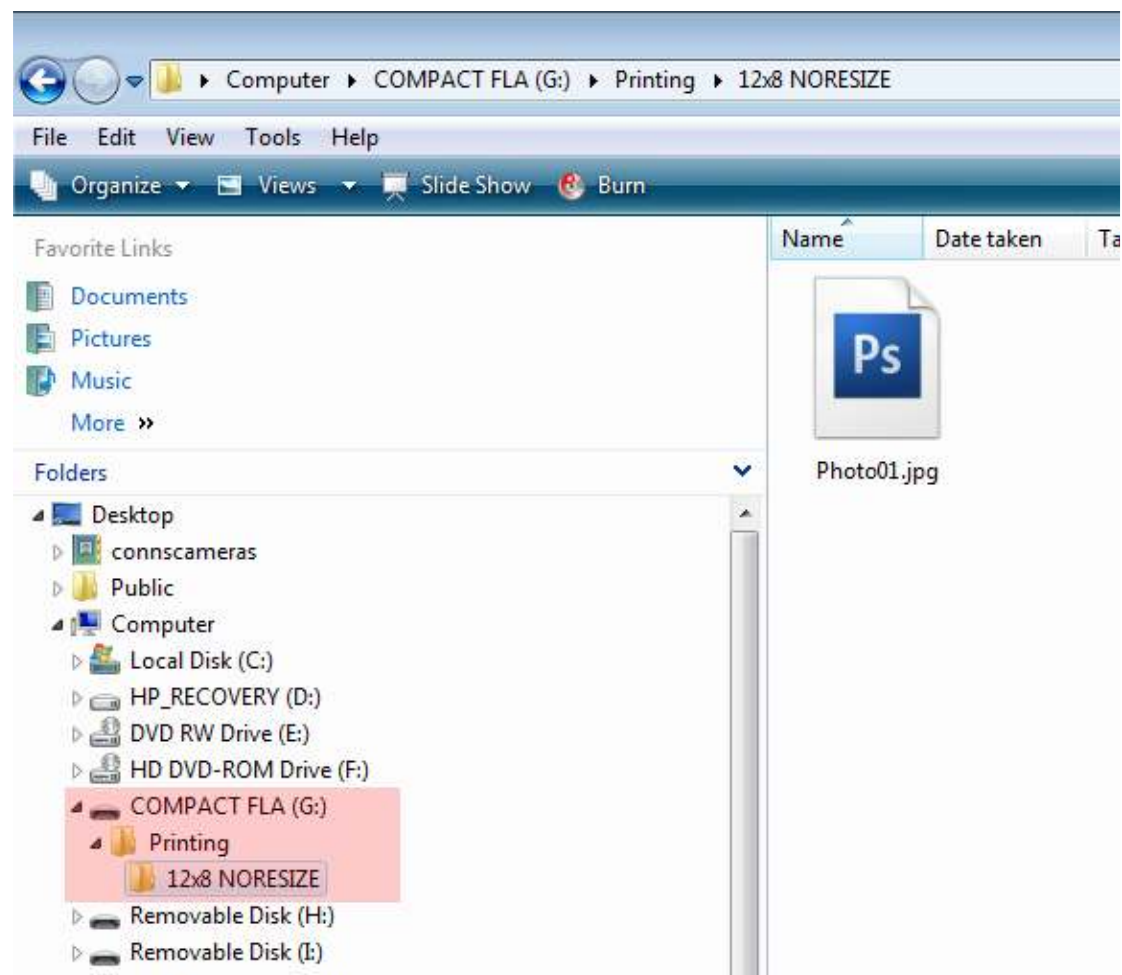 Computer ▸ COMPACT FLA (G:) ▸ Printing ▸ 12x8 NORESIZE
File Edit View Tools Help
Organize Views Slide Show Burn
Favorite Links
Documents
Pictures
Music
More »
Folders
Desktop
connscameras
Public
Computer
Local Disk (C:)
HP_RECOVERY (D:)
DVD RW Drive (E:)
HD DVD-ROM Drive (F:)
COMPACT FLA (G:)
Printing
12x8 NORESIZE
Removable Disk (H:)
Removable Disk (I:)
Name Date taken Ta
Ps
Photo01.jpg